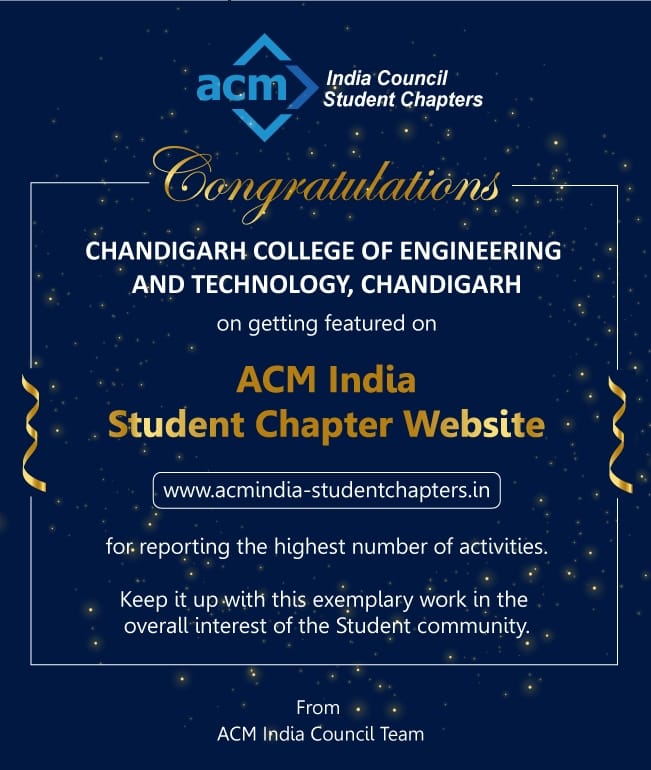 acm
India Council
Student Chapters
Congratulations
CHANDIGARH COLLEGE OF ENGINEERING
AND TECHNOLOGY, CHANDIGARH
on getting featured on
ACM India
Student Chapter Website
www.acmindia-studentchapters.in
for reporting the highest number of activities.
Keep it up with this exemplary work in the
overall interest of the Student community.
From
ACM India Council Team